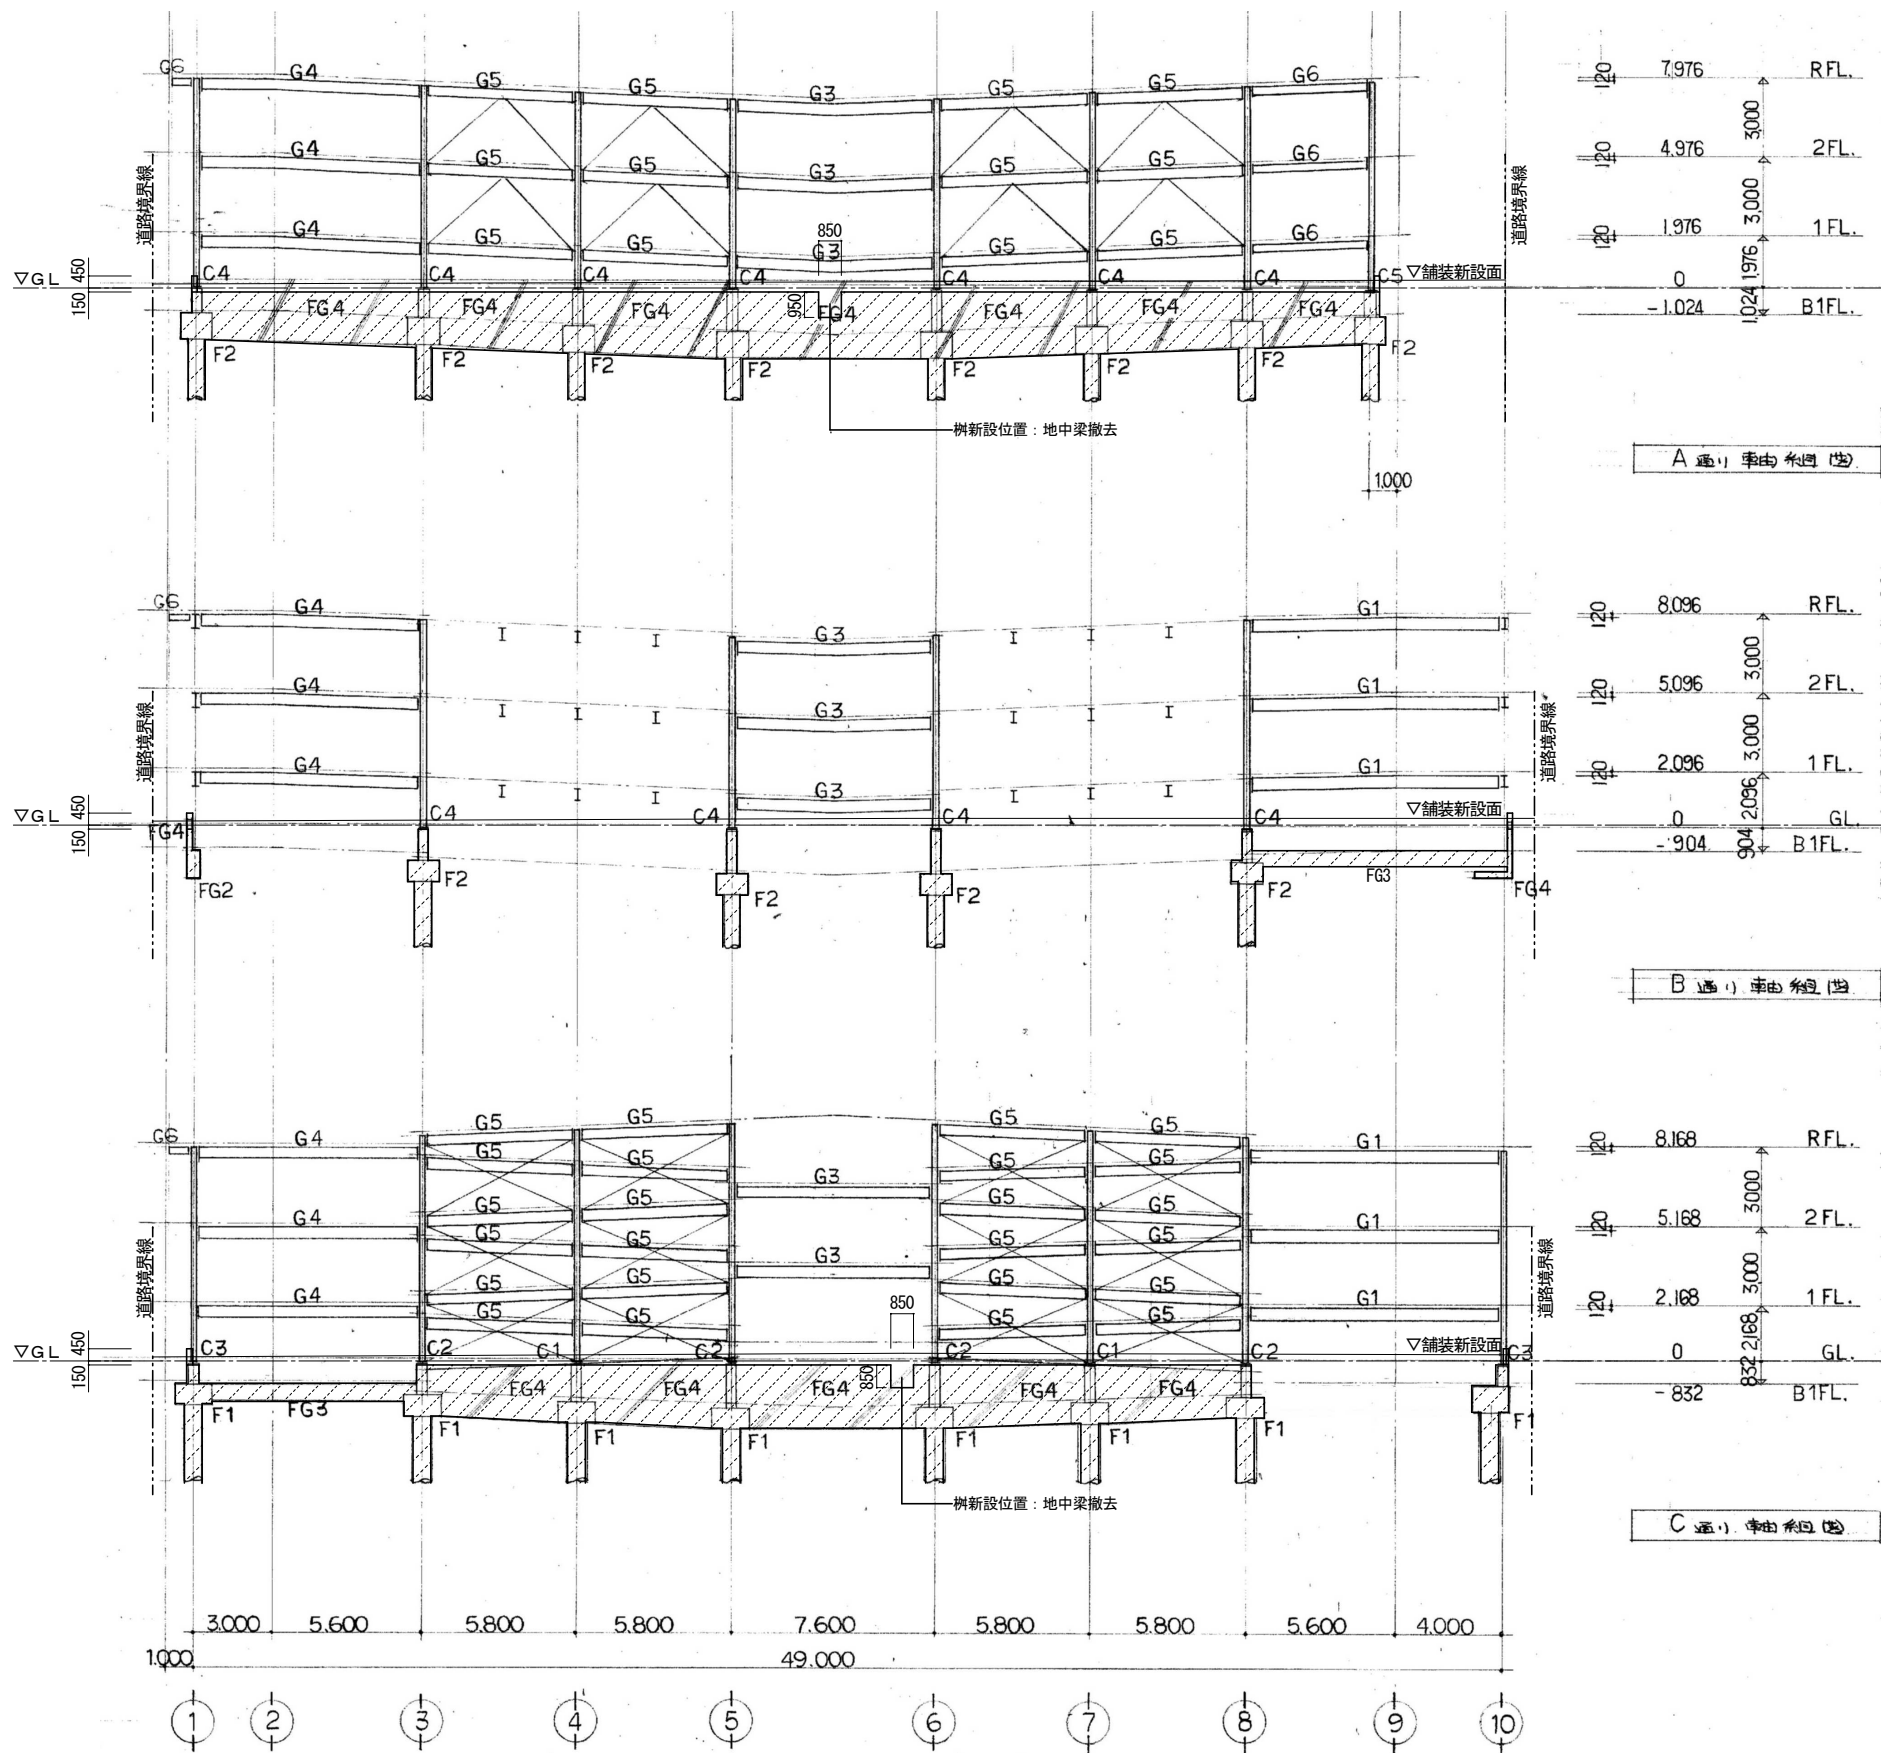 G6 G4 G5 G5 G3 G5 G5 G6
120 7.976 RFL.
3.000
G4 G5 G5 G3 G5 G5 G6
120 4.976 2FL.
道路境界線 道路境界線
3.000
G4 G5 G5 850 G3 G5 G5 G6
120 1.976 1FL.
▽GL 450 C4 C4 C4 C4 C4 C4 C4 C5 ▽舗装新設面 0 1.976
150 FG4 FG4 FG4 950 FG4 FG4 FG4 FG4 -1.024 1.024 B1FL.
F2 F2 F2 F2 F2 F2 F2 F2
桝新設位置：地中梁撤去
A 通り 軸組図
1.000
G6 G4 G3 G1
120 8.096 RFL.
3.000
G4 G3 G1
120 5.096 2FL.
道路境界線 道路境界線
3.000
G4 G3 G1
120 2.096 1FL.
▽GL 450 C4 C4 C4 C4 ▽舗装新設面 0 2.096 GL.
150 FG4 -.904 904 B1FL.
FG2 F2 F2 F2 F2 FG3 FG4
B 通り 軸組図
G6 G4 G5 G5 G5 G5 G1
120 8.168 RFL.
G5 G5 G3 G5 G5
3.000
G4 G5 G5 G5 G5 G1
120 5.168 2FL.
G5 G5 G3 G5 G5
道路境界線 道路境界線
3.000
G4 G5 G5 G5 G5 G1
120 2.168 1FL.
G5 G5 850 G5 G5
▽GL 450 C3 C2 C1 C2 C2 C1 C2 ▽舗装新設面 C3 0 2.168 GL.
150 FG4 FG4 FG4 850 FG4 FG4 -832 832 B1FL.
F1 FG3 F1 F1 F1 F1 F1 F1 F1
桝新設位置：地中梁撤去
C 通り 軸組図
3.000 5.600 5.800 5.800 7.600 5.800 5.800 5.600 4.000
1.000 49.000
1 2 3 4 5 6 7 8 9 10